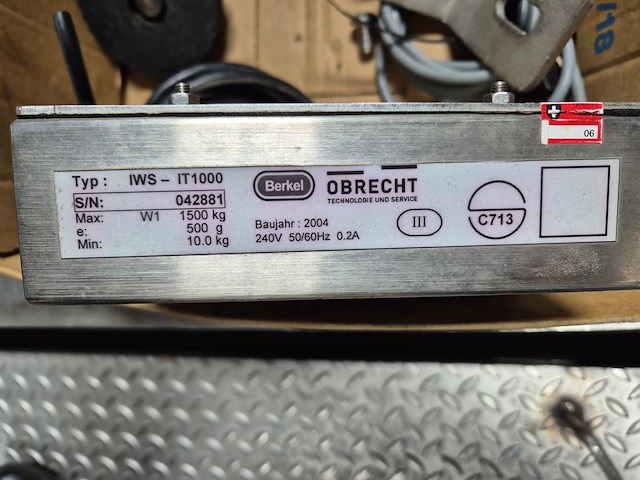 Typ : IWS – IT1000
S/N: 042881
Max: W1 1500 kg
e: 500 g
Min: 10.0 kg
Berkel
OBRECHT
TECHNOLOGIE UND SERVICE
Baujahr : 2004
240V 50/60Hz 0.2A
III
C713
06
/18